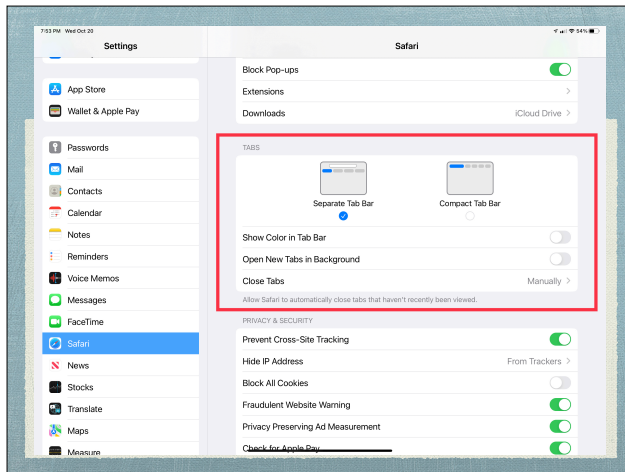 7:53 PM Wed Oct 20
54%
Settings
Safari
App Store
Wallet & Apple Pay
Passwords
Mail
Contacts
Calendar
Notes
Reminders
Voice Memos
Messages
FaceTime
Safari
News
Stocks
Translate
Maps
Measure
Block Pop-ups
Extensions
Downloads iCloud Drive
TABS
Separate Tab Bar Compact Tab Bar
Show Color in Tab Bar
Open New Tabs in Background
Close Tabs Manually
Allow Safari to automatically close tabs that haven't recently been viewed.
PRIVACY & SECURITY
Prevent Cross-Site Tracking
Hide IP Address From Trackers
Block All Cookies
Fraudulent Website Warning
Privacy Preserving Ad Measurement
Check for Apple Pay